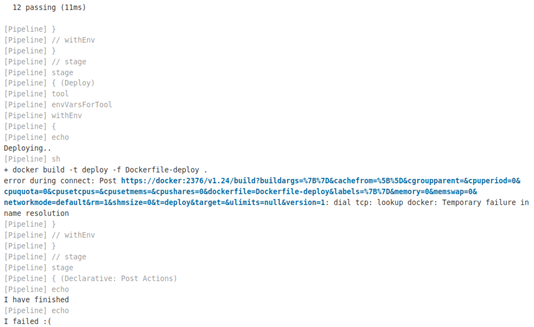 12 passing (11ms)
[Pipeline] }
[Pipeline] // withEnv
[Pipeline] }
[Pipeline] // stage
[Pipeline] stage
[Pipeline] { (Deploy)
[Pipeline] tool
[Pipeline] envVarsForTool
[Pipeline] withEnv
[Pipeline] {
[Pipeline] echo
Deploying..
[Pipeline] sh
+ docker build -t deploy -f Dockerfile-deploy .
error during connect: Post https://docker:2376/v1.24/build?buildargs=%7B%7D&cachefrom=%5B%5D&cgroupparent=&cpuperiod=0&
cpuquota=0&cpusetcpus=&cpusetmems=&cpushares=0&dockerfile=Dockerfile-deploy&labels=%7B%7D&memory=0&memswap=0&
networkmode=default&rm=1&shmsize=0&t=deploy&target=&ulimits=null&version=1: dial tcp: lookup docker: Temporary failure in
name resolution
[Pipeline] }
[Pipeline] // withEnv
[Pipeline] }
[Pipeline] // stage
[Pipeline] stage
[Pipeline] { (Declarative: Post Actions)
[Pipeline] echo
I have finished
[Pipeline] echo
I failed :(